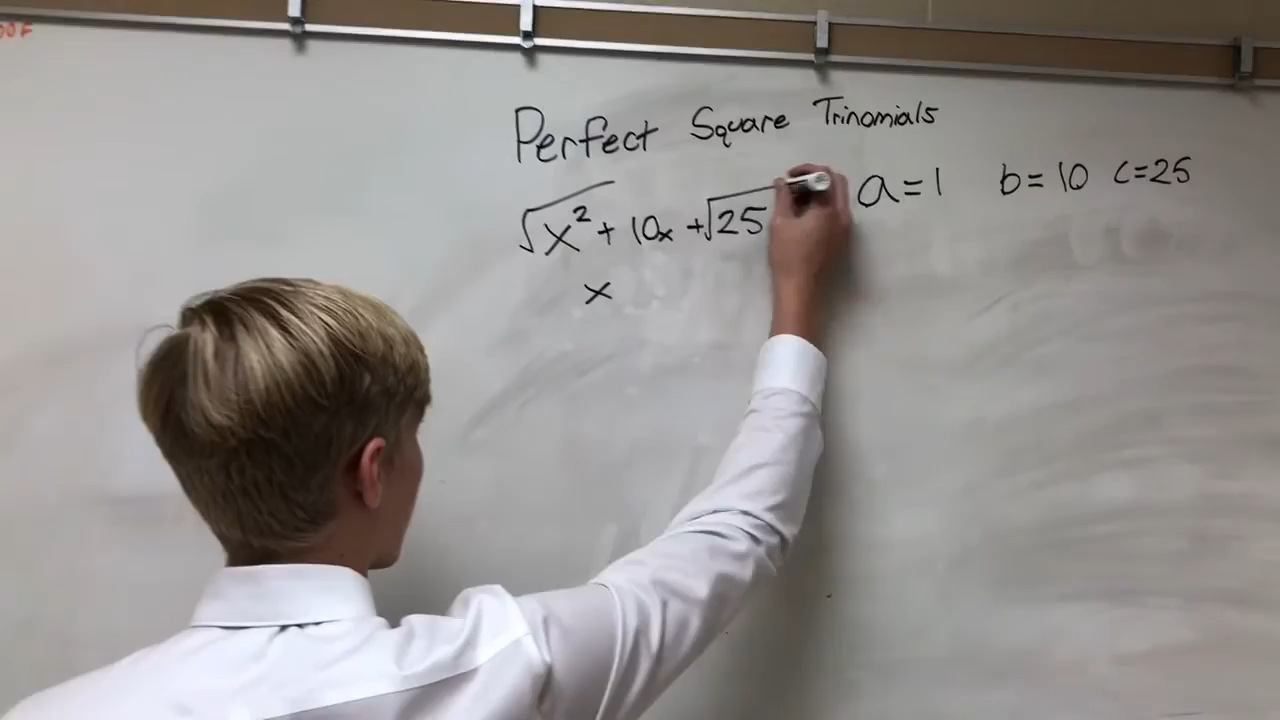 Perfect Square Trinomials
√x² + 10x + √25 a=1 b=10 c=25
x